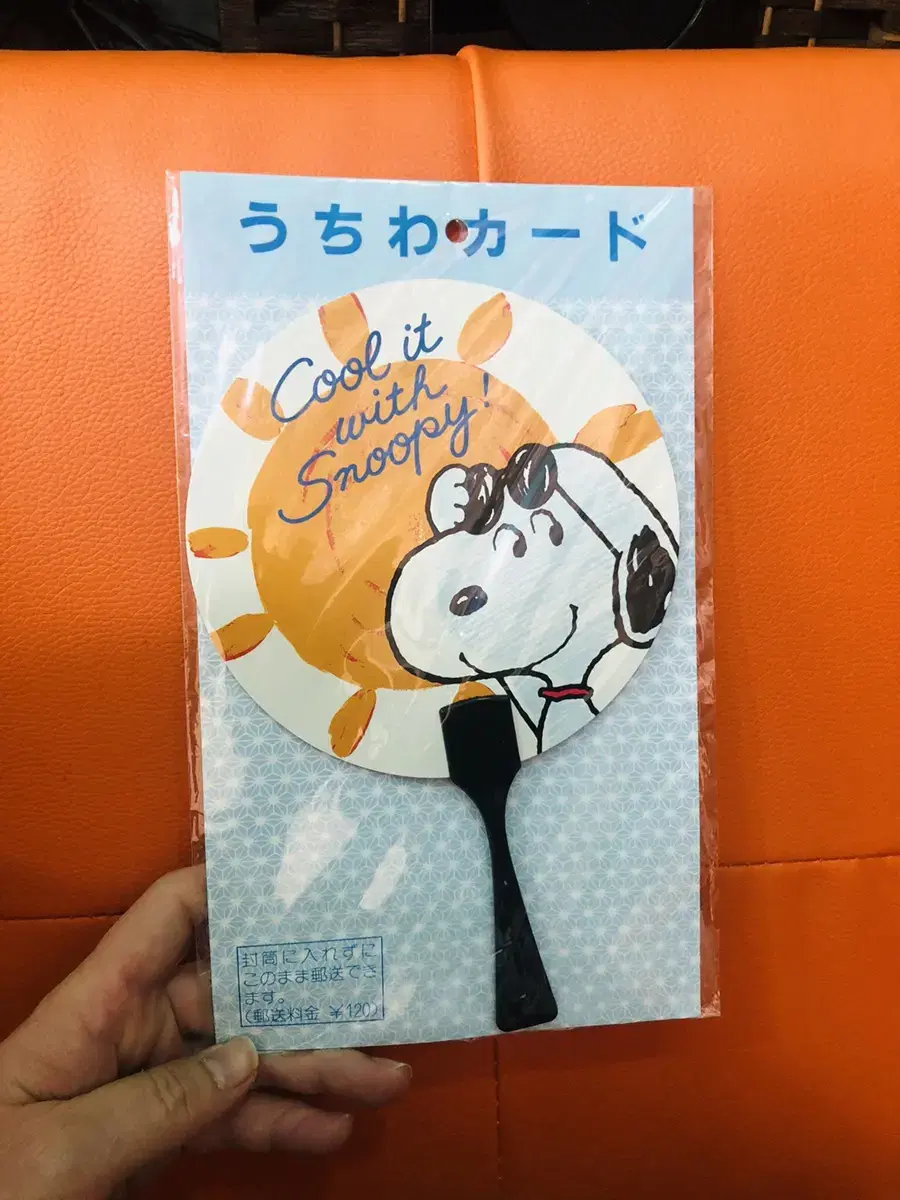 うちわカード
Cool it
with
Snoopy!
封筒に入れずに
このまま郵送でき
ます。
(郵送料金 ¥120)